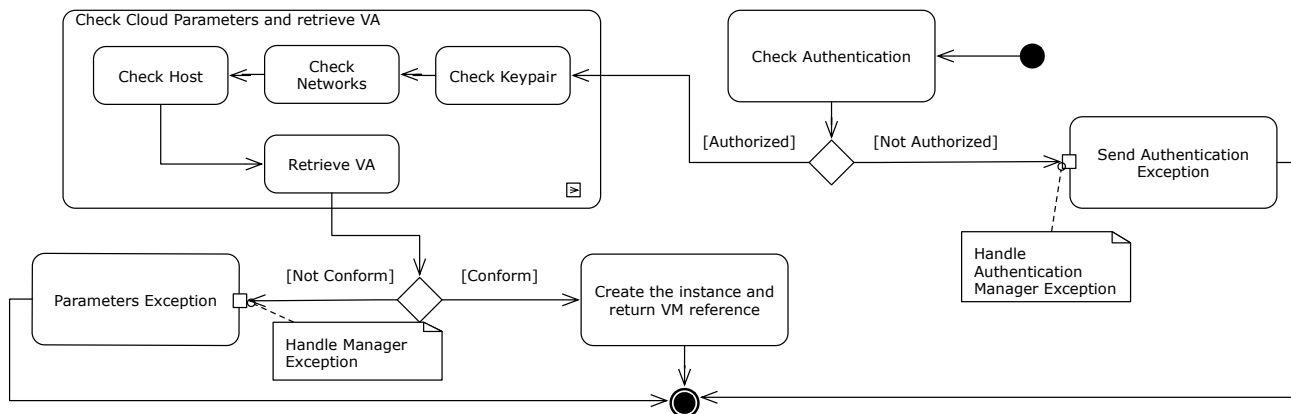 Check Cloud Parameters and retrieve VA
Check Authentication
Check Host
Check
Networks
Check Keypair
[Authorized]
[Not Authorized]
Send Authentication
Exception
Retrieve VA
Handle
Authentication
Manager Exception
[Not Conform]
[Conform]
Parameters Exception
Create the instance and
return VM reference
Handle Manager
Exception